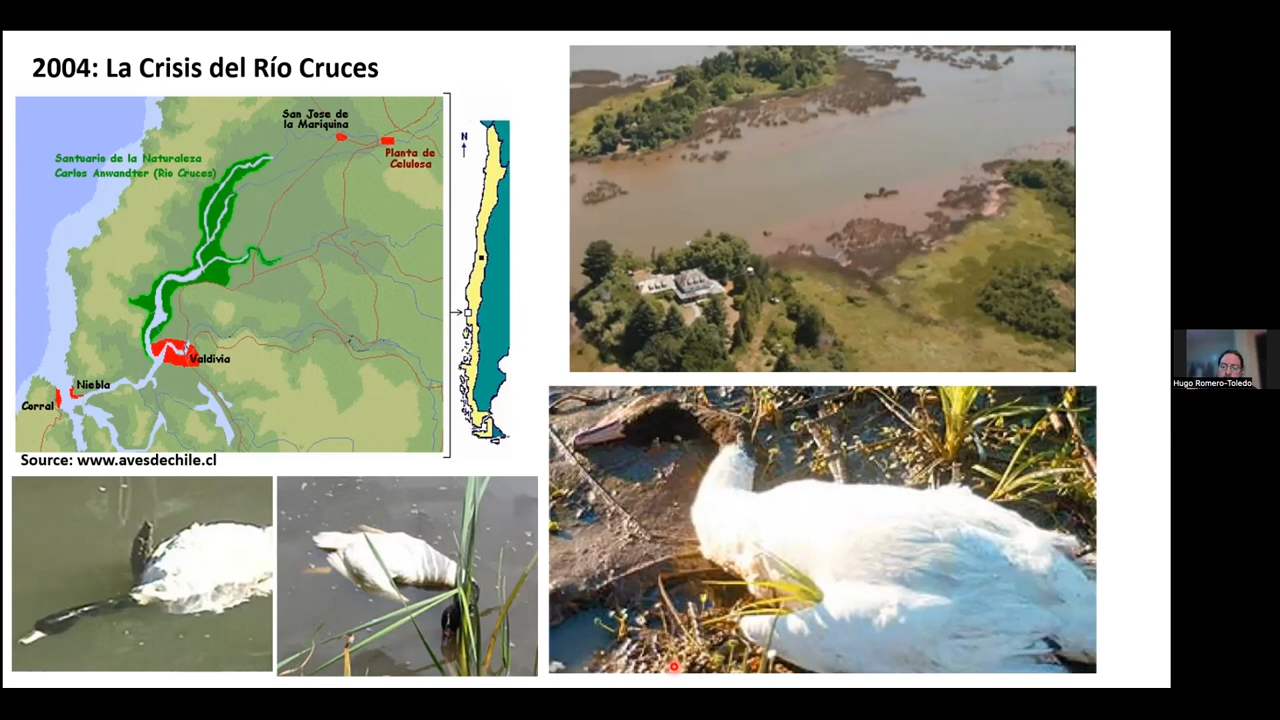 2004: La Crisis del Río Cruces
San Jose de
la Mariquina
Planta de
Celulosa
Santuario de la Naturaleza
Carlos Anwandter (Rio Cruces)
N
Valdivia
Niebla
Corral
Source: www.avesdechile.cl
Hugo Romero-Toledo